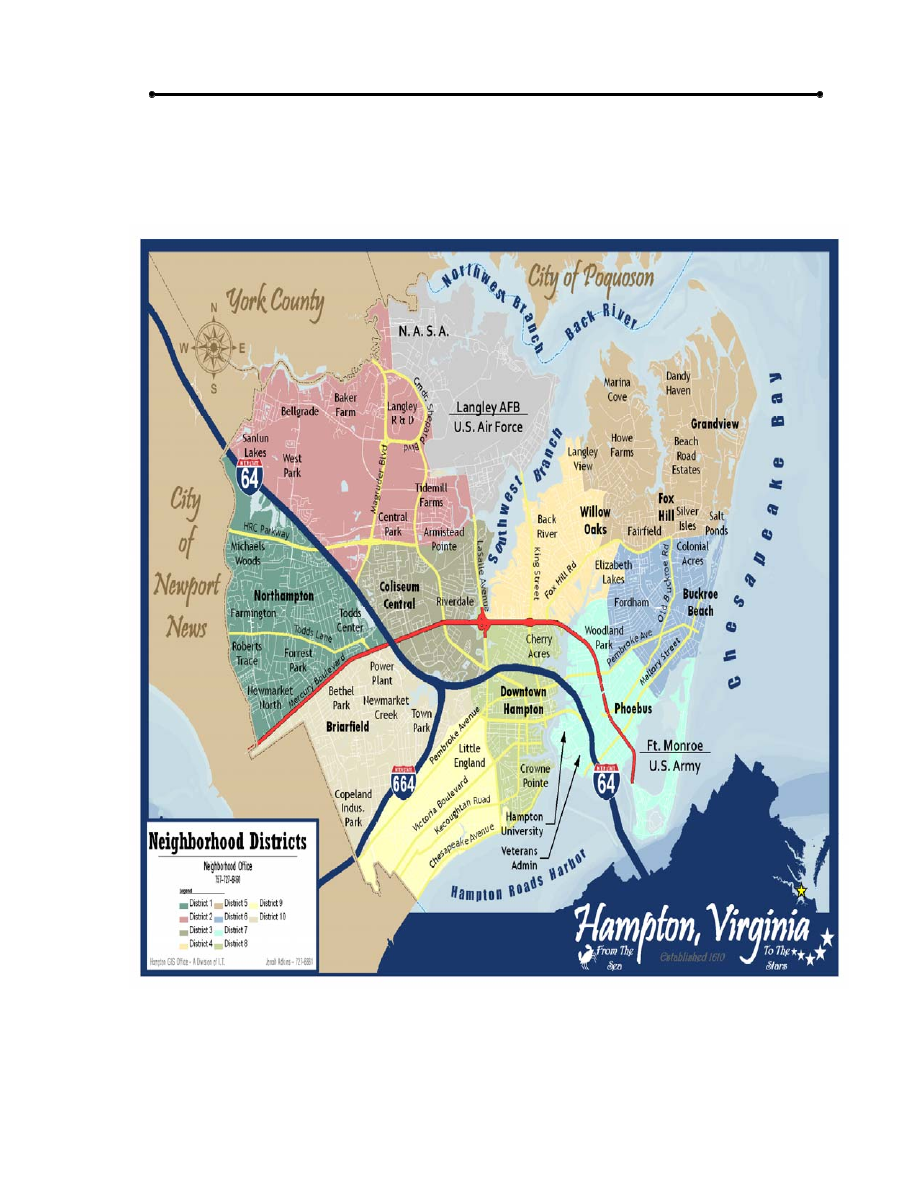 York County
City of Poquoson
Northwest Branch
Back River
N
W E
S
N. A. S. A.
Cmdr Shepard Blvd
Langley AFB
U.S. Air Force
Bellgrade
Baker
Farm
Langley
R & D
Sanlun
Lakes
West
Park
64
Magruder Blvd
Tidemill
Farms
Central
Park
Armistead
Pointe
Marina
Cove
Dandy
Haven
Grandview
Langley
View
Howe
Farms
Beach
Road
Estates
Southwest Branch
Back
River
Willow
Oaks
Fox
Hill
Fairfield
Silver
Isles
Salt
Ponds
Chesapeake Bay
City
of
Newport
News
HRC Parkway
Michaels
Woods
Northampton
Farmington
Todds
Center
Todds Lane
Roberts
Trace
Forrest
Park
Newmarket
North
Mercury Boulevard
Coliseum
Central
Riverdale
LaSalle Avenue
King Street
Fox Hill Rd
Elizabeth
Lakes
Old Buckroe Rd
Colonial
Acres
Fordham
Buckroe
Beach
Woodland
Park
Pembroke Ave
Mallory Street
Cherry
Acres
Power
Plant
Bethel
Park
Newmarket
Creek
Briarfield
Town
Park
Downtown
Hampton
Phoebus
Pembroke Avenue
Little
England
Ft. Monroe
U.S. Army
664
64
Crowne
Pointe
Copeland
Indus.
Park
Victoria Boulevard
Kecoughtan Road
Chesapeake Avenue
Hampton
University
Veterans
Admin
Hampton Roads Harbor
Neighborhood Districts
Neighborhood Office
Legend
District 1 District 5 District 9
District 2 District 6 District 10
District 3 District 7
District 4 District 8
Hampton GIS Office - A Division of I.T.
Hampton, Virginia
From The
Sea
Established 1610
To The
Stars